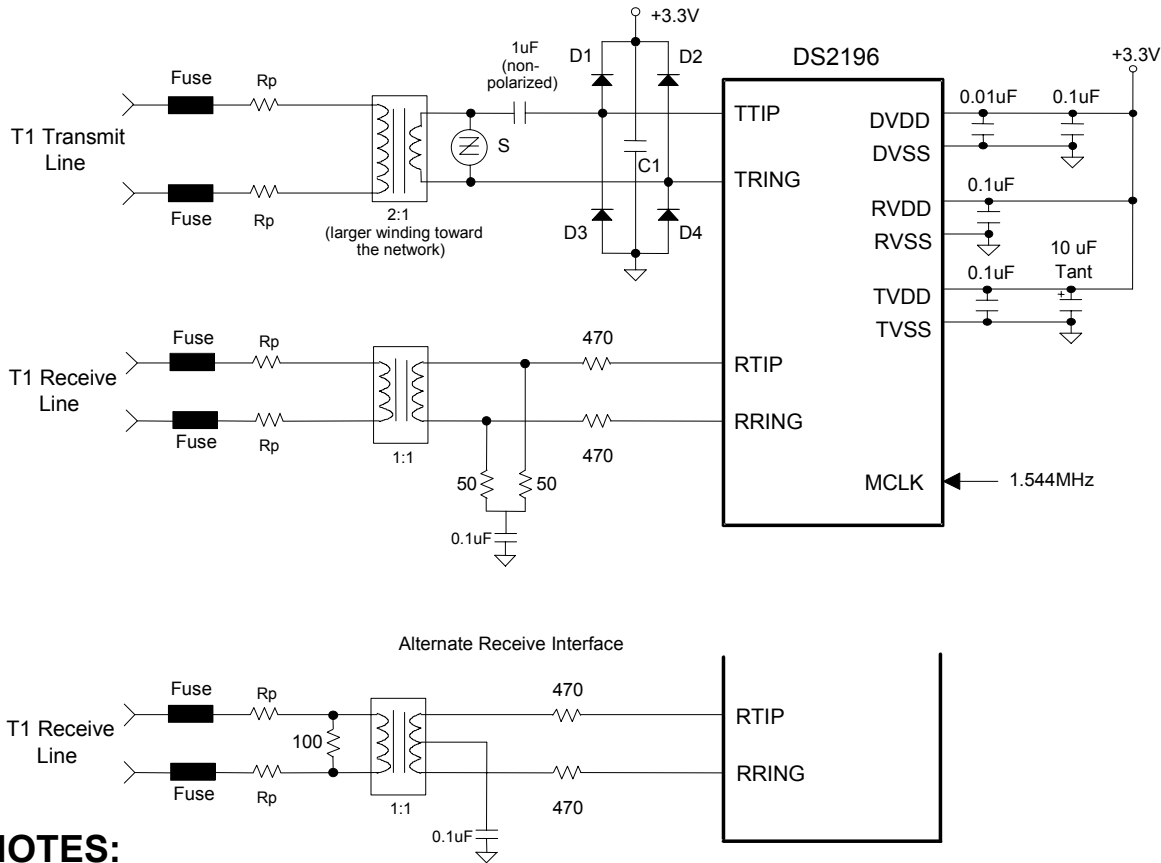 +3.3V
1uF
(non-
polarized)
D1
D2
DS2196
+3.3V
Fuse
Rp
0.01uF
0.1uF
T1 Transmit
Line
S
C1
TTIP
TRING
DVDD
DVSS
Fuse
Rp
2:1
(larger winding toward
the network)
D3
D4
0.1uF
RVDD
RVSS
0.1uF
10 uF
Tant
+
TVDD
TVSS
Fuse
Rp
470
T1 Receive
Line
RTIP
RRING
Fuse
Rp
1:1
470
50
50
MCLK
1.544MHz
0.1uF
Alternate Receive Interface
Fuse
Rp
470
T1 Receive
Line
100
RTIP
RRING
Fuse
Rp
1:1
470
0.1uF
NOTES: